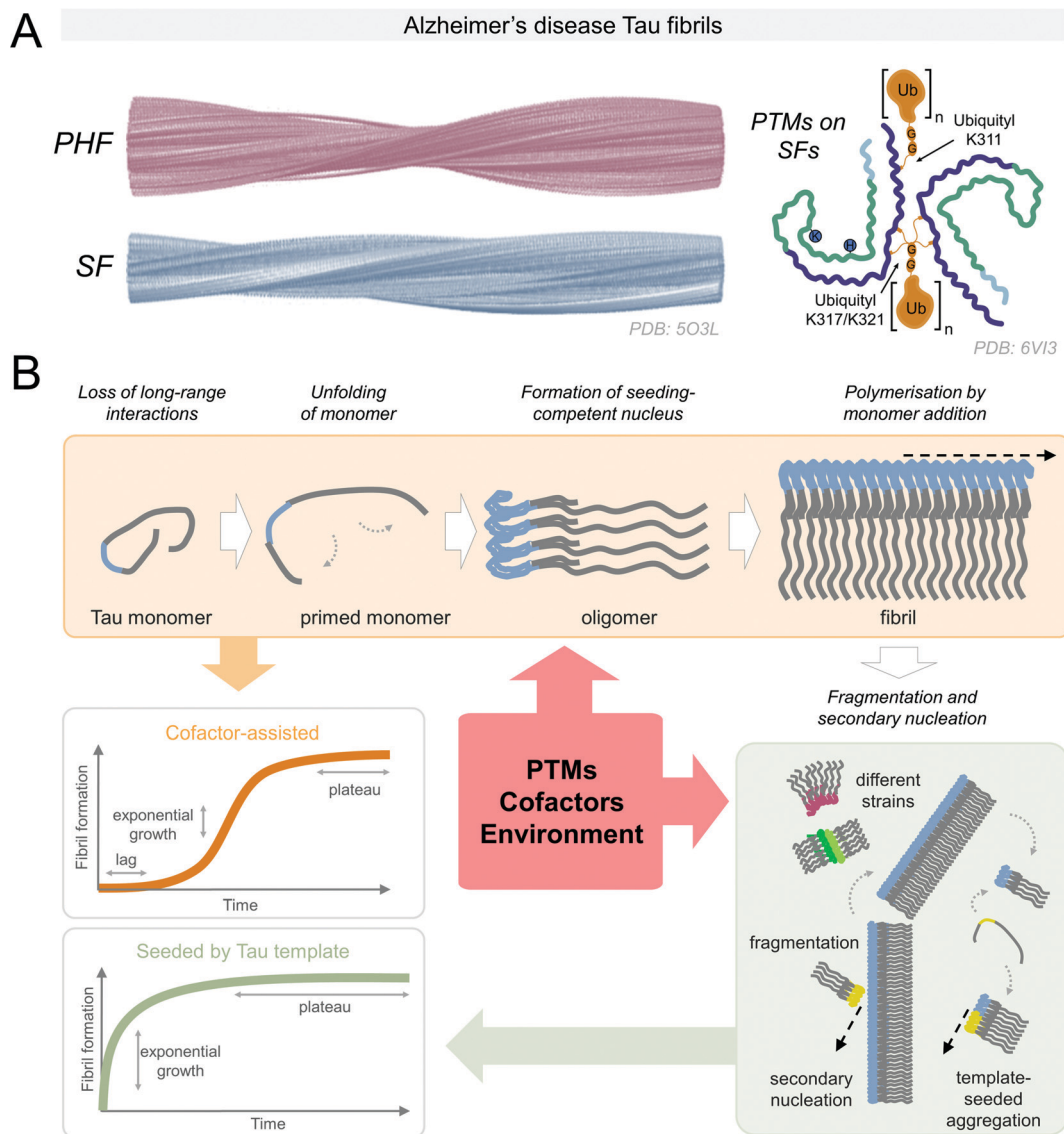 A
Alzheimer's disease Tau fibrils
PHF
SF
PDB: 5O3L
PTMs on
SFs
Ub
n
Ubiquityl
K311
G
G
K
H
G
G
Ubiquityl
K317/K321
Ub
n
PDB: 6VI3
B
Loss of long-range
interactions
Unfolding
of monomer
Formation of seeding-
competent nucleus
Polymerisation by
monomer addition
Tau monomer
primed monomer
oligomer
fibril
Cofactor-assisted
Fibril formation
lag
exponential
growth
plateau
Time
PTMs
Cofactors
Environment
Fragmentation and
secondary nucleation
different
strains
fragmentation
secondary
nucleation
template-
seeded
aggregation
Seeded by Tau template
Fibril formation
exponential
growth
plateau
Time